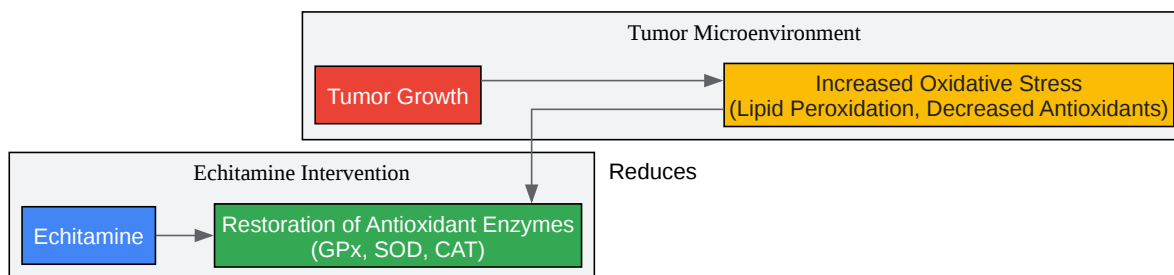 Tumor Microenvironment
Tumor Growth
Increased Oxidative Stress
(Lipid Peroxidation, Decreased Antioxidants)
Echitamine Intervention
Reduces
Echitamine
Restoration of Antioxidant Enzymes
(GPx, SOD, CAT)